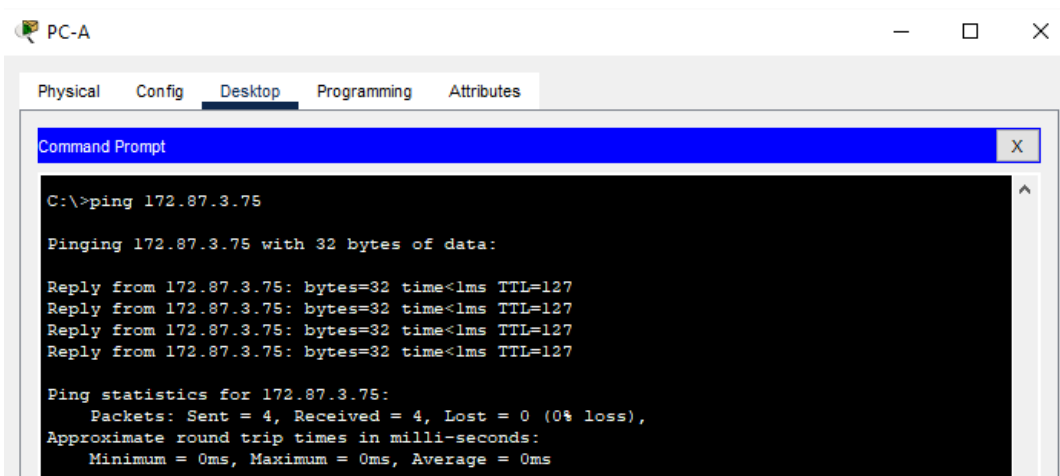 PC-A
Physical Config Desktop Programming Attributes
Command Prompt X
C:\>ping 172.87.3.75
Pinging 172.87.3.75 with 32 bytes of data:
Reply from 172.87.3.75: bytes=32 time<1ms TTL=127
Reply from 172.87.3.75: bytes=32 time<1ms TTL=127
Reply from 172.87.3.75: bytes=32 time<1ms TTL=127
Reply from 172.87.3.75: bytes=32 time<1ms TTL=127
Ping statistics for 172.87.3.75:
Packets: Sent = 4, Received = 4, Lost = 0 (0% loss),
Approximate round trip times in milli-seconds:
Minimum = 0ms, Maximum = 0ms, Average = 0ms